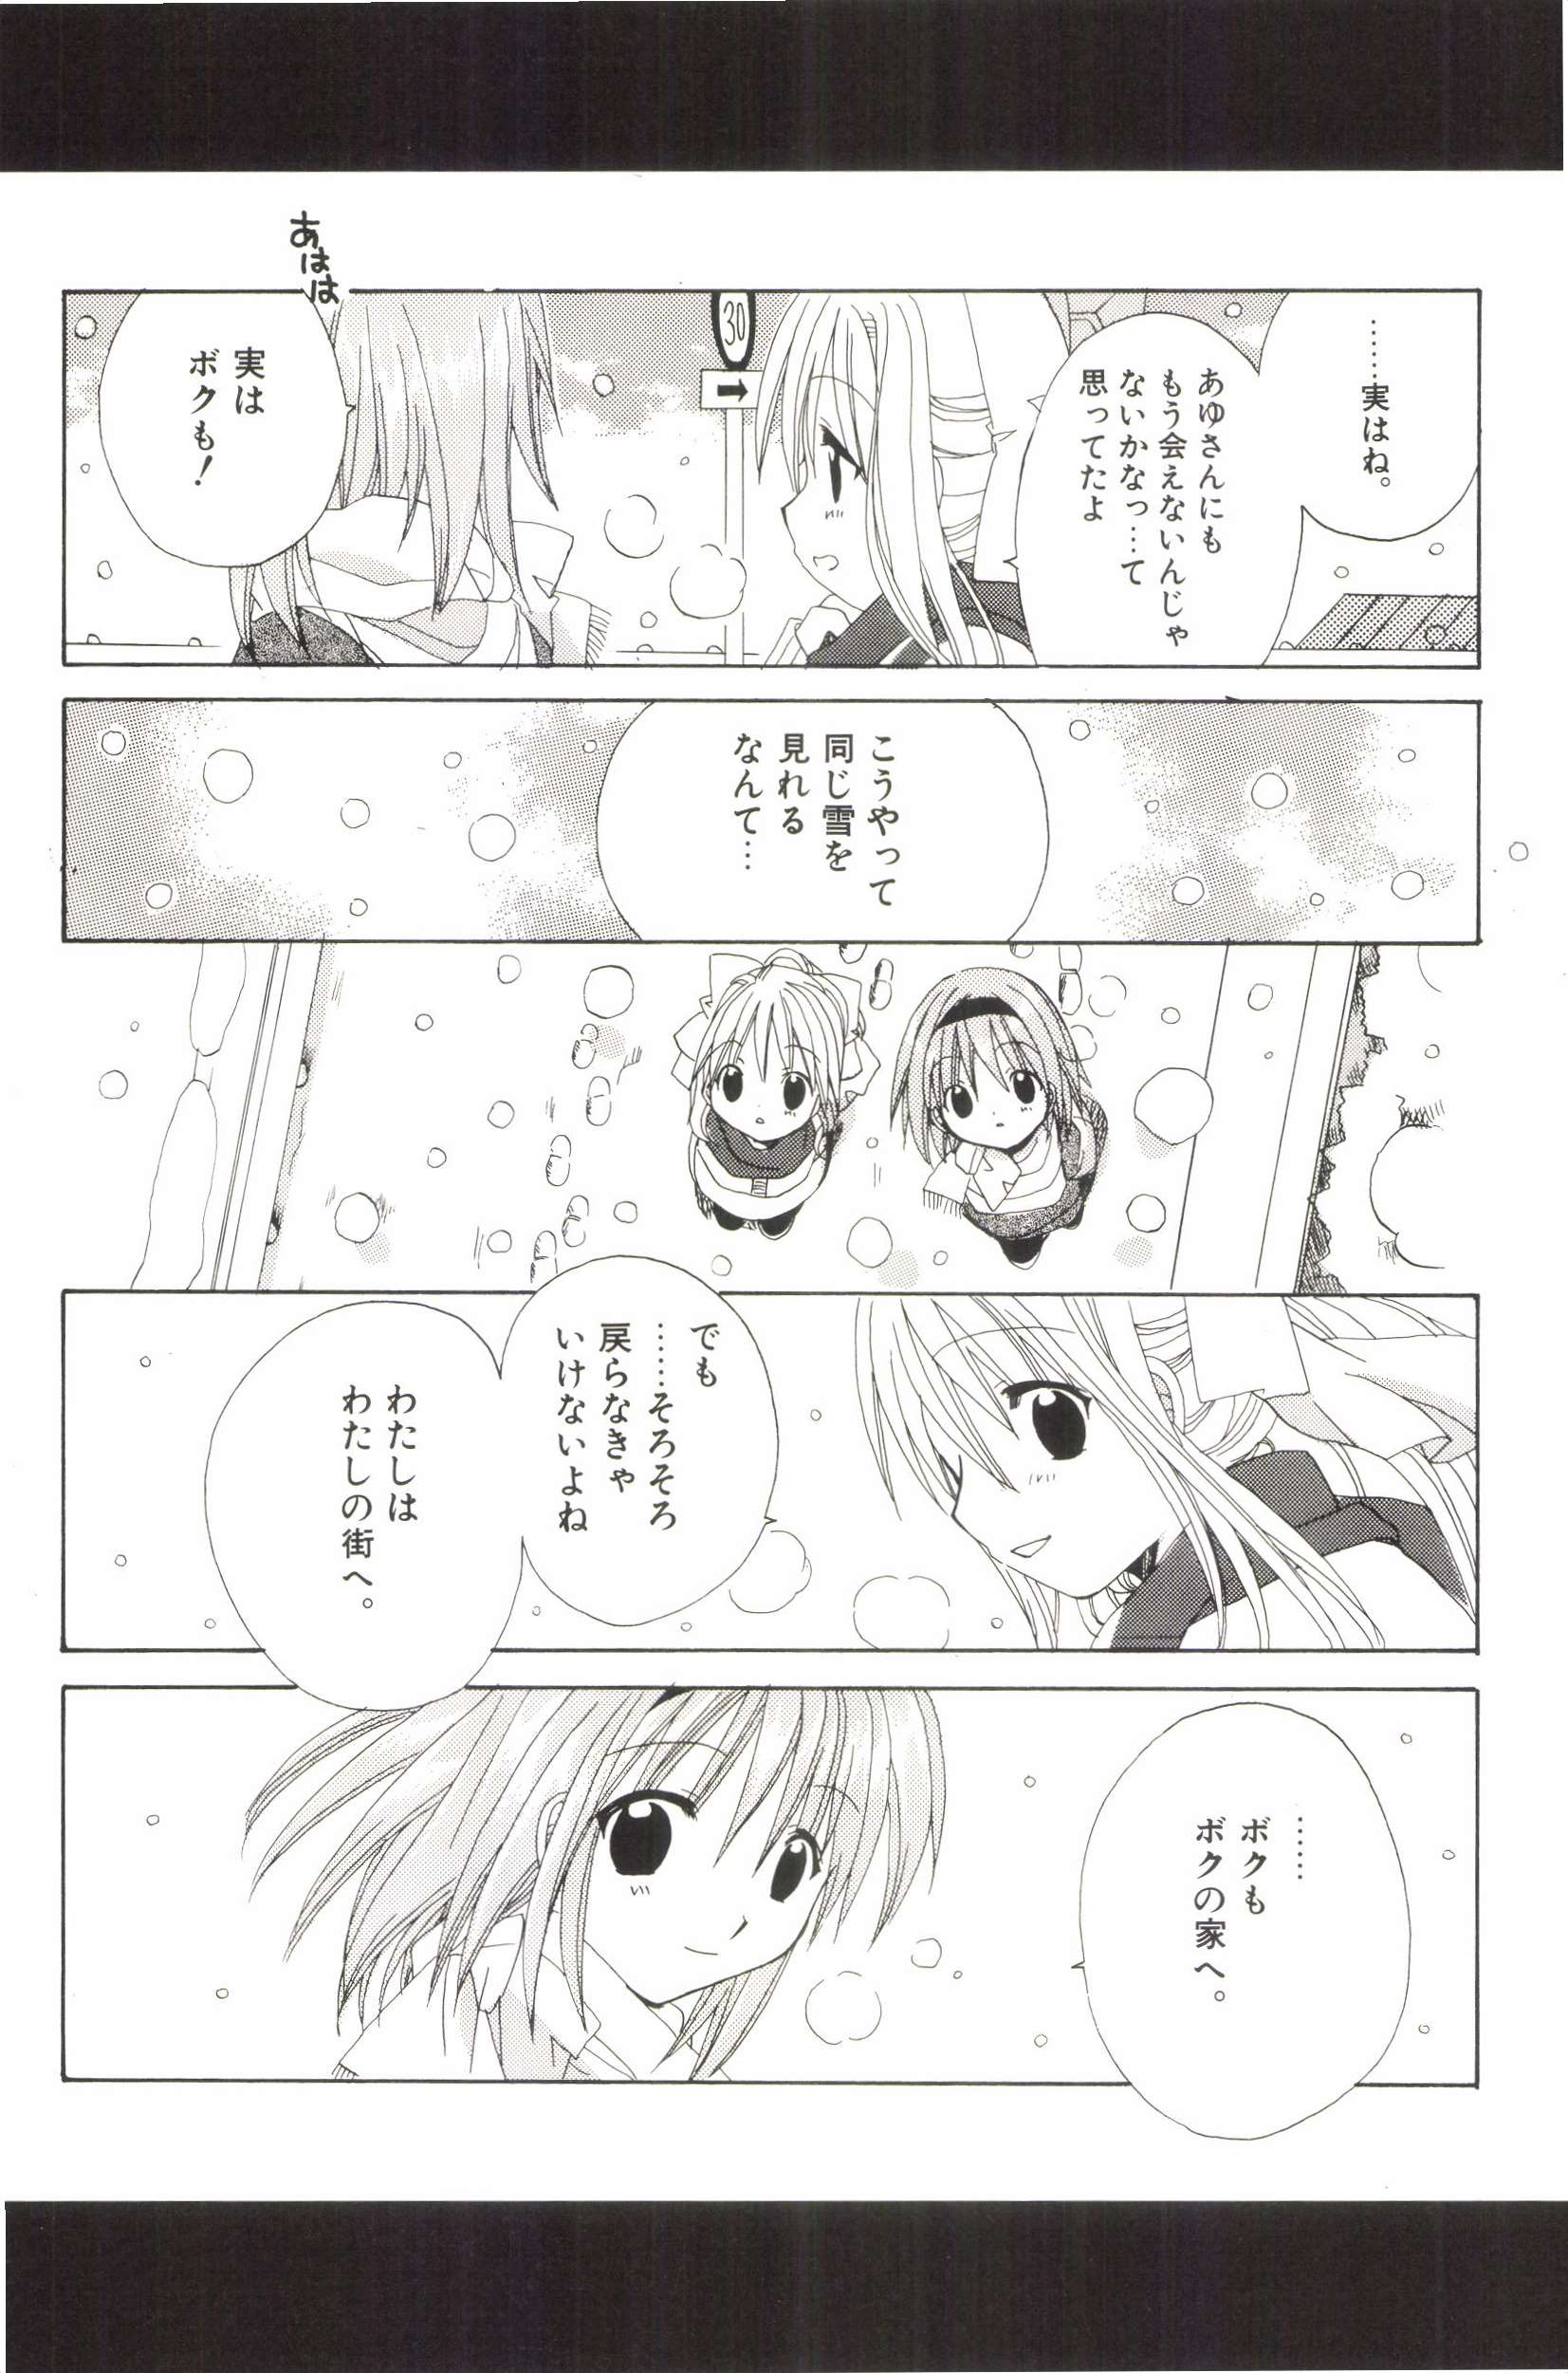 ……実はね。
あゆさんにも
もう会えないんじゃ
ないかなっ…て
思ってたよ
30
あはは
実は
ボクも！
こうやって
同じ雪を
見れる
なんて…
でも
……そろそろ
戻らなきゃ
いけないよね
わたしは
わたしの街へ。
……
ボクも
ボクの家へ。